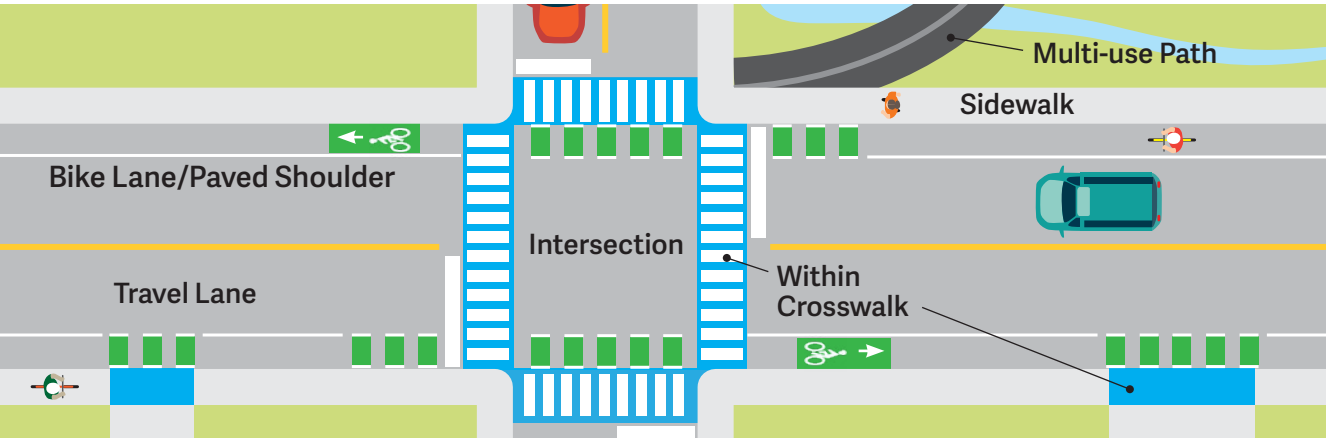 Multi-use Path
Sidewalk
Bike Lane/Paved Shoulder
Intersection
Within
Crosswalk
Travel Lane